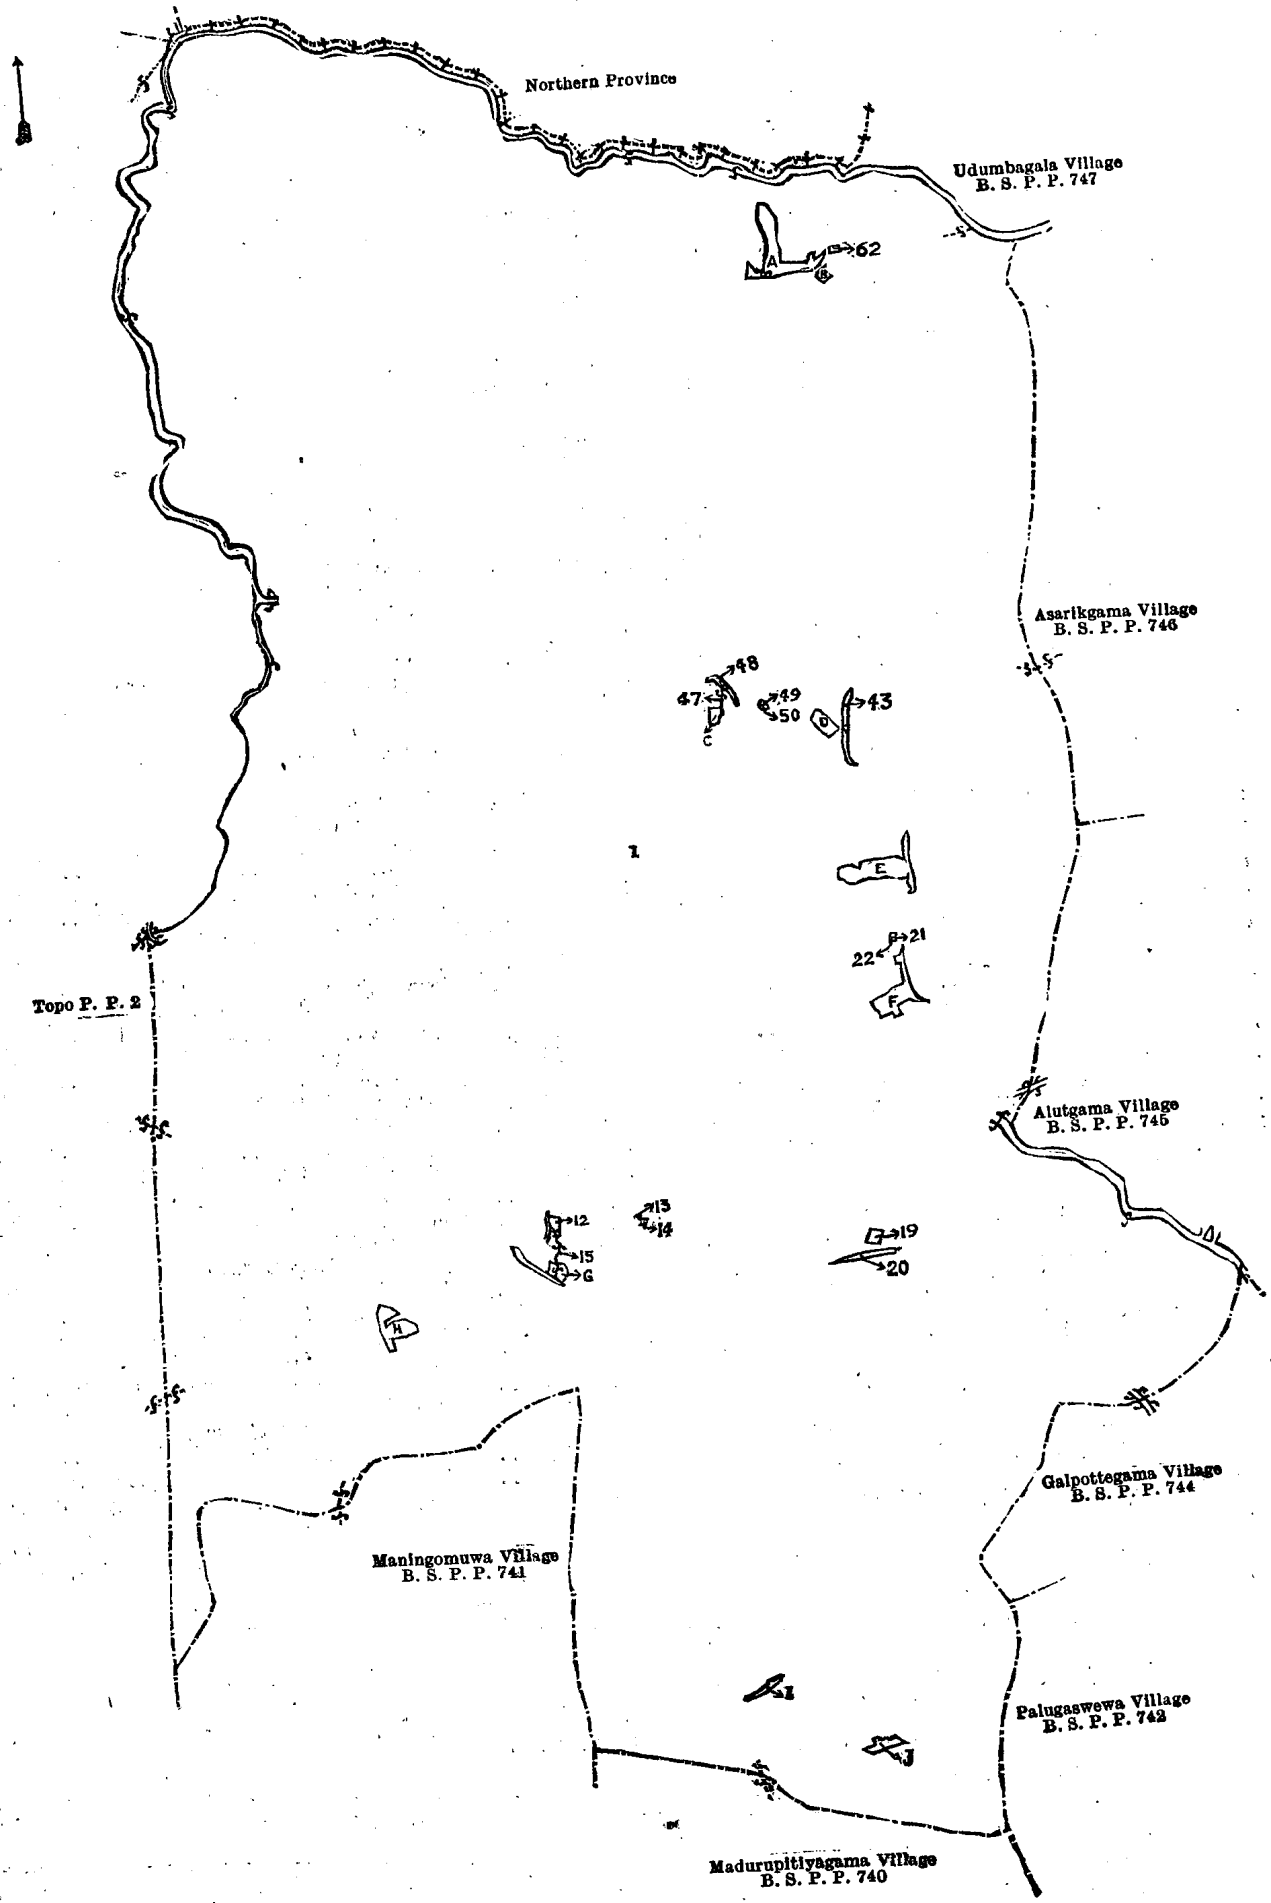 Northern Province
Udumbagala Village
B. S. P. P. 747
62
A
B
Asarikgama Village
B. S. P. P. 746
48
47
49
50
43
C
D
1
E
21
22
F
Topo P. P. 2
Alutgama Village
B. S. P. P. 745
12
13
14
15
G
19
20
H
Galpottegama Village
B. S. P. P. 744
Maningomuwa Village
B. S. P. P. 741
I
J
Palugaswewa Village
B. S. P. P. 742
Madurupitiyagama Village
B. S. P. P. 740